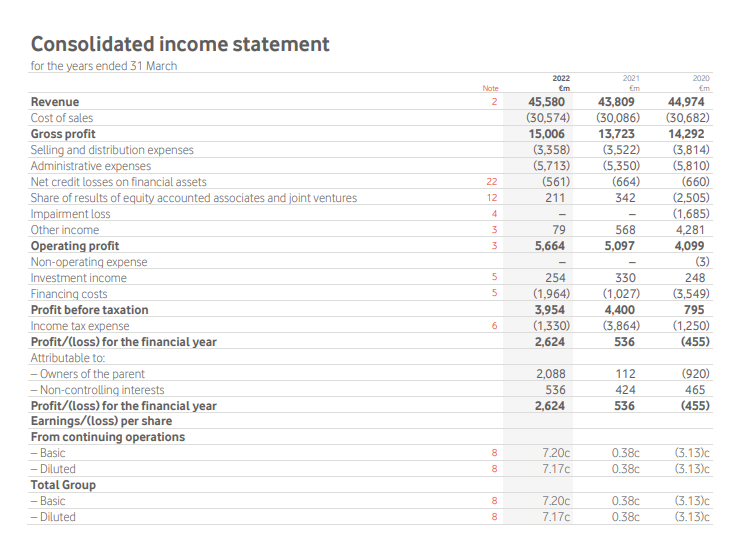 Consolidated income statement
for the years ended 31 March
2022 2021 2020
Note €m €m €m
Revenue 2 45,580 43,809 44,974
Cost of sales (30,574) (30,086) (30,682)
Gross profit 15,006 13,723 14,292
Selling and distribution expenses (3,358) (3,522) (3,814)
Administrative expenses (5,713) (5,350) (5,810)
Net credit losses on financial assets 22 (561) (664) (660)
Share of results of equity accounted associates and joint ventures 12 211 342 (2,505)
Impairment loss 4 – – (1,685)
Other income 3 79 568 4,281
Operating profit 3 5,664 5,097 4,099
Non-operating expense – – (3)
Investment income 5 254 330 248
Financing costs 5 (1,964) (1,027) (3,549)
Profit before taxation 3,954 4,400 795
Income tax expense 6 (1,330) (3,864) (1,250)
Profit/(loss) for the financial year 2,624 536 (455)
Attributable to:
– Owners of the parent 2,088 112 (920)
– Non-controlling interests 536 424 465
Profit/(loss) for the financial year 2,624 536 (455)
Earnings/(loss) per share
From continuing operations
– Basic 8 7.20c 0.38c (3.13)c
– Diluted 8 7.17c 0.38c (3.13)c
Total Group
– Basic 8 7.20c 0.38c (3.13)c
– Diluted 8 7.17c 0.38c (3.13)c